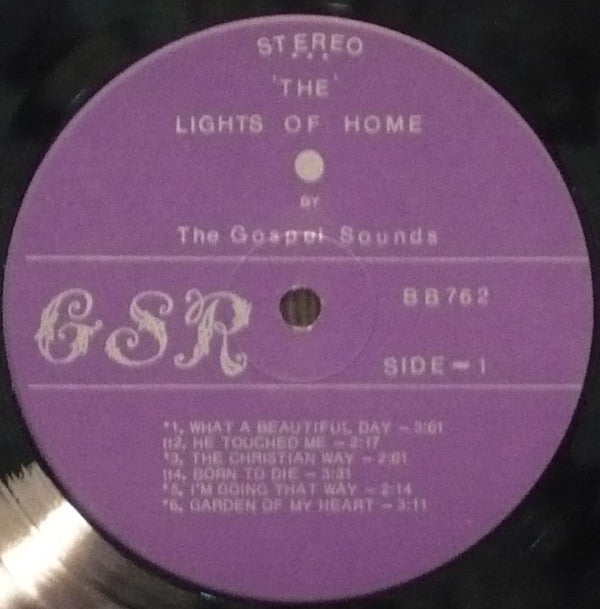 STEREO
'THE'
LIGHTS OF HOME
BY
The Gospel Sounds
GSR
BB762
SIDE - 1
*1, WHAT A BEAUTIFUL DAY - 3:01
tt2, HE TOUCHED ME - 2:17
*3, THE CHRISTIAN WAY - 2:01
tt4, BORN TO DIE - 3:31
*5, I'M GOING THAT WAY - 2:14
*6, GARDEN OF MY HEART - 3:11